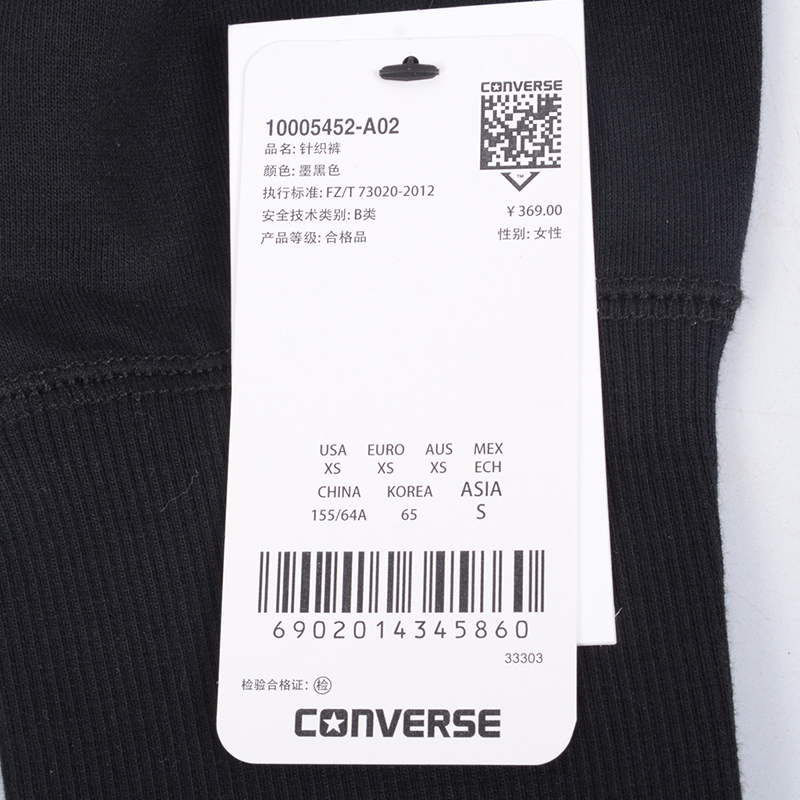 CONVERSE
10005452-A02
品名: 针织裤
颜色: 墨黑色
执行标准: FZ/T 73020-2012
安全技术类别: B类
¥ 369.00
产品等级: 合格品
性别: 女性
™
USA EURO AUS MEX
XS XS XS ECH
CHINA KOREA ASIA
155/64A 65 S
6902014345860
33303
检验合格证: 检
CONVERSE